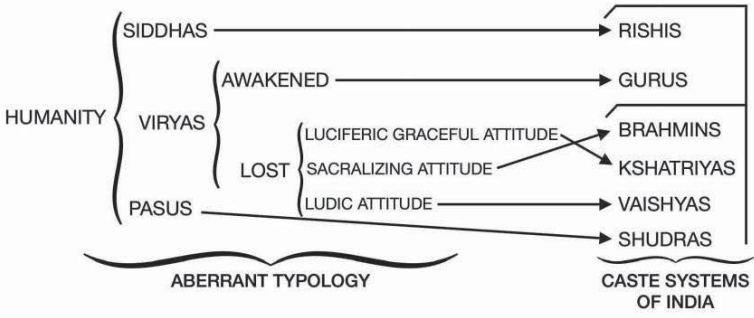 SIDDHAS
RISHIS
AWAKENED
GURUS
HUMANITY
VIRYAS
LUCIFERIC GRACEFUL ATTITUDE
BRAHMINS
LOST
SACRALIZING ATTITUDE
KSHATRIYAS
LUDIC ATTITUDE
VAISHYAS
PASUS
SHUDRAS
ABERRANT TYPOLOGY
CASTE SYSTEMS
OF INDIA